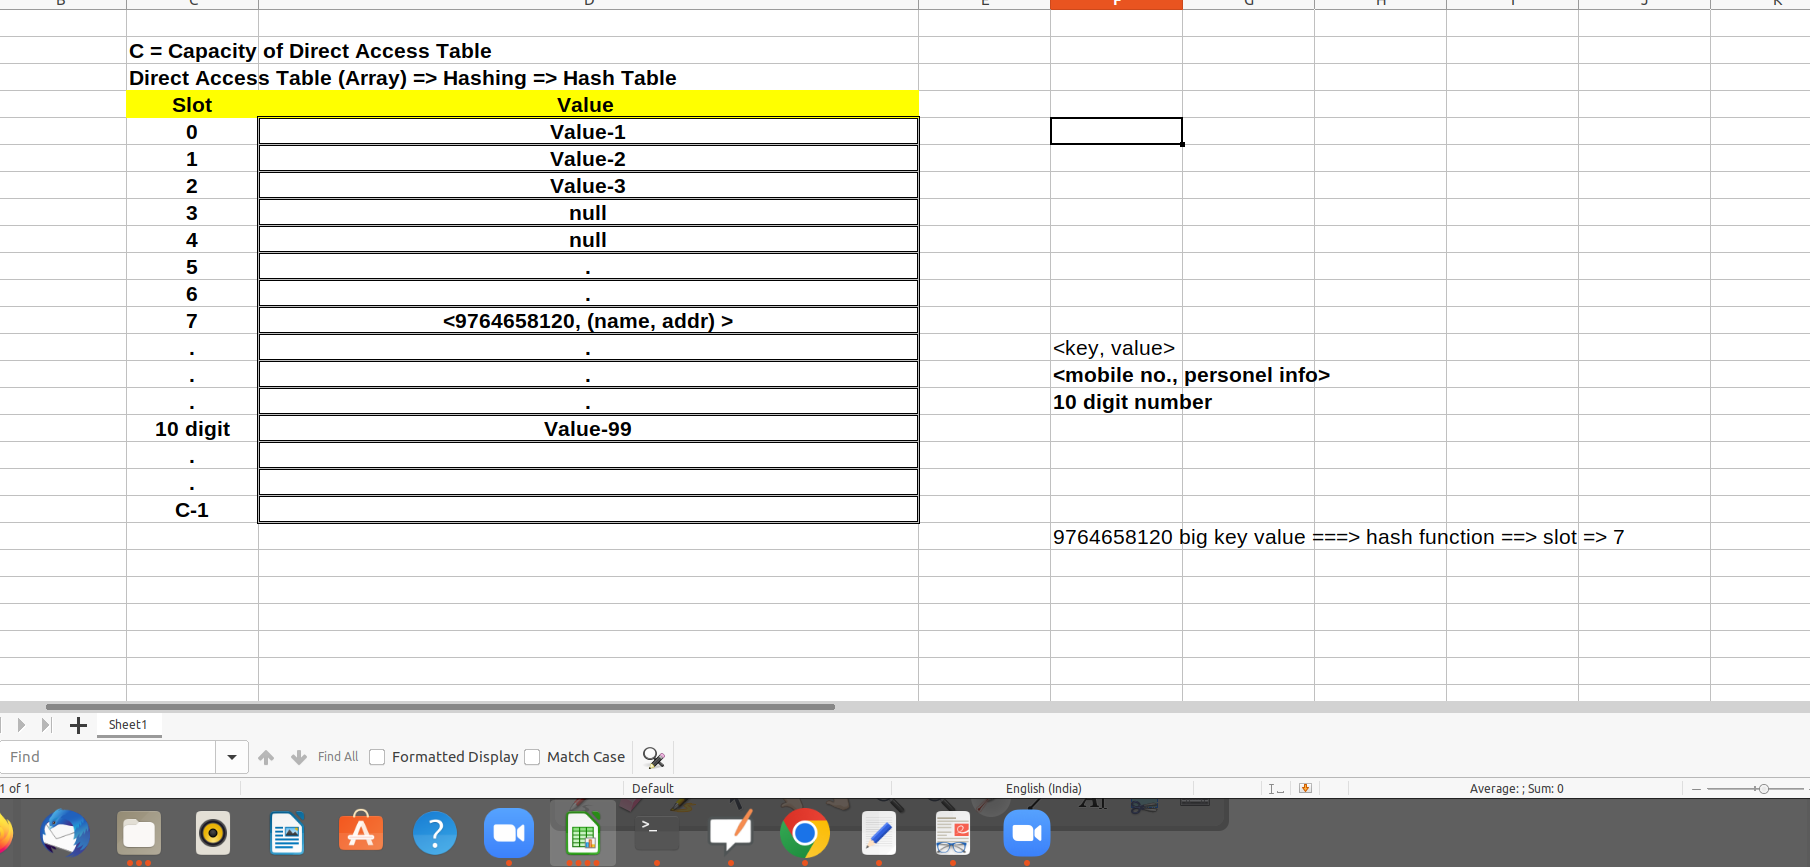 B C D E F G H I J K
C = Capacity of Direct Access Table
Direct Access Table (Array) => Hashing => Hash Table
Slot Value
0 Value-1
1 Value-2
2 Value-3
3 null
4 null
5 .
6 .
7 <9764658120, (name, addr) >
. . <key, value>
. . <mobile no., personel info>
. . 10 digit number
10 digit Value-99
.
.
C-1
9764658120 big key value ===> hash function ==> slot => 7
Sheet1
Find Find All Formatted Display Match Case
1 of 1 Default English (India) Average: ; Sum: 0